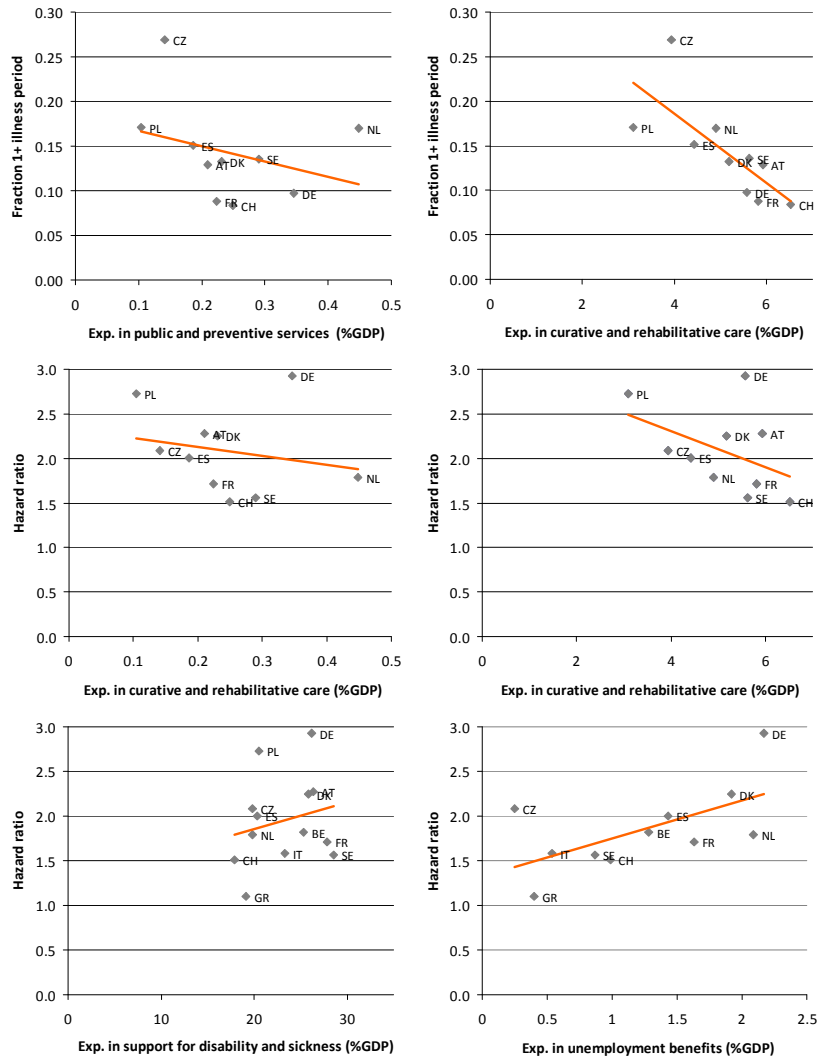 0.30
0.25
0.20
0.15
0.10
0.05
0.00
Fraction 1+ illness period
CZ
PL
NL
ES
SE
DK
AT
DE
FR
CH
0
0.1
0.2
0.3
0.4
0.5
Exp. in public and preventive services (%GDP)
0.30
0.25
0.20
0.15
0.10
0.05
0.00
Fraction 1+ illness period
CZ
PL
NL
ES
SE
DK
AT
DE
FR
CH
0
2
4
6
Exp. in curative and rehabilitative care (%GDP)
3.0
2.5
2.0
1.5
1.0
0.5
0.0
Hazard ratio
DE
PL
AT
DK
CZ
ES
NL
FR
SE
CH
0
0.1
0.2
0.3
0.4
0.5
Exp. in curative and rehabilitative care (%GDP)
3.0
2.5
2.0
1.5
1.0
0.5
0.0
Hazard ratio
DE
PL
AT
DK
CZ
ES
NL
FR
SE
CH
0
2
4
6
Exp. in curative and rehabilitative care (%GDP)
3.0
2.5
2.0
1.5
1.0
0.5
0.0
Hazard ratio
DE
PL
AT
DK
CZ
ES
NL
BE
FR
IT
SE
CH
GR
0
10
20
30
Exp. in support for disability and sickness (%GDP)
3.0
2.5
2.0
1.5
1.0
0.5
0.0
Hazard ratio
DE
DK
CZ
ES
BE
NL
FR
IT
SE
CH
GR
0
0.5
1
1.5
2
2.5
Exp. in unemployment benefits (%GDP)